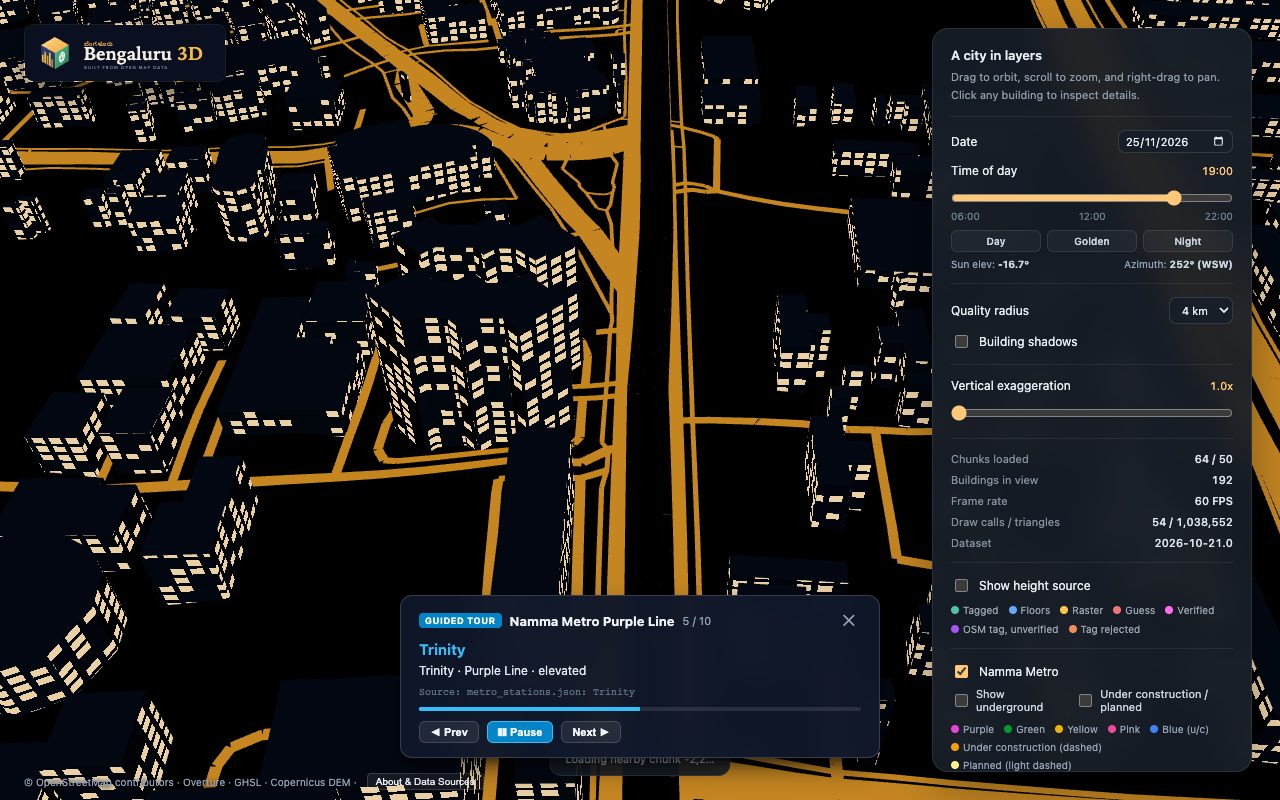 ಬೆಂಗಳೂರು
Bengaluru 3D
BUILT FROM OPEN MAP DATA
A city in layers
Drag to orbit, scroll to zoom, and right-drag to pan.
Click any building to inspect details.
Date 25/11/2026
Time of day 19:00
06:00 12:00 22:00
Day Golden Night
Sun elev: -16.7° Azimuth: 252° (WSW)
Quality radius 4 km
Building shadows
Vertical exaggeration 1.0x
Chunks loaded 64 / 50
Buildings in view 192
Frame rate 60 FPS
Draw calls / triangles 54 / 1,038,552
Dataset 2026-10-21.0
Show height source
Tagged Floors Raster Guess Verified
OSM tag, unverified Tag rejected
Namma Metro
Show underground
Under construction / planned
Purple Green Yellow Pink Blue (u/c)
Under construction (dashed)
Planned (light dashed)
GUIDED TOUR Namma Metro Purple Line 5 / 10
Trinity
Trinity · Purple Line · elevated
Source: metro_stations.json: Trinity
◀ Prev Pause Next ▶
Loading nearby chunk -2,2...
© OpenStreetMap contributors · Overture · GHSL · Copernicus DEM · About & Data Sources